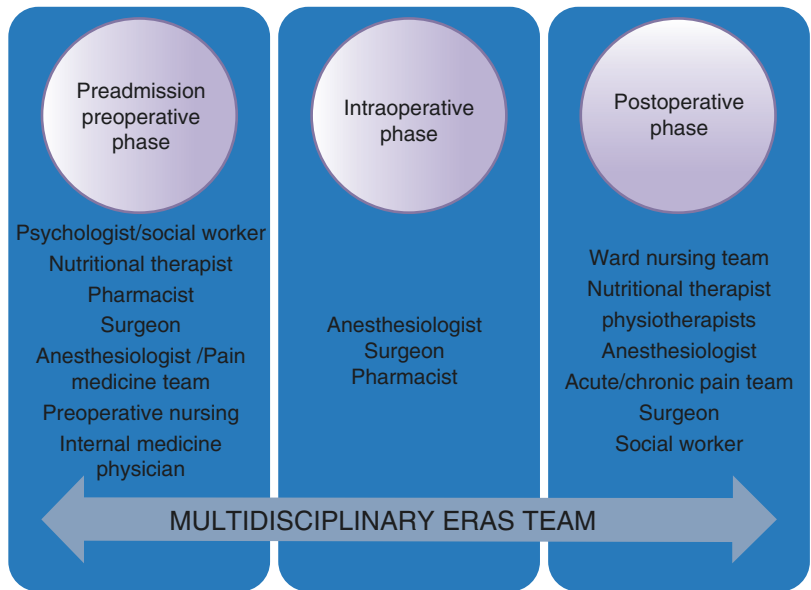 Preadmission
preoperative
phase
Psychologist/social worker
Nutritional therapist
Pharmacist
Surgeon
Anesthesiologist /Pain
medicine team
Preoperative nursing
Internal medicine
physician
Intraoperative
phase
Anesthesiologist
Surgeon
Pharmacist
Postoperative
phase
Ward nursing team
Nutritional therapist
physiotherapists
Anesthesiologist
Acute/chronic pain team
Surgeon
Social worker
MULTIDISCIPLINARY ERAS TEAM